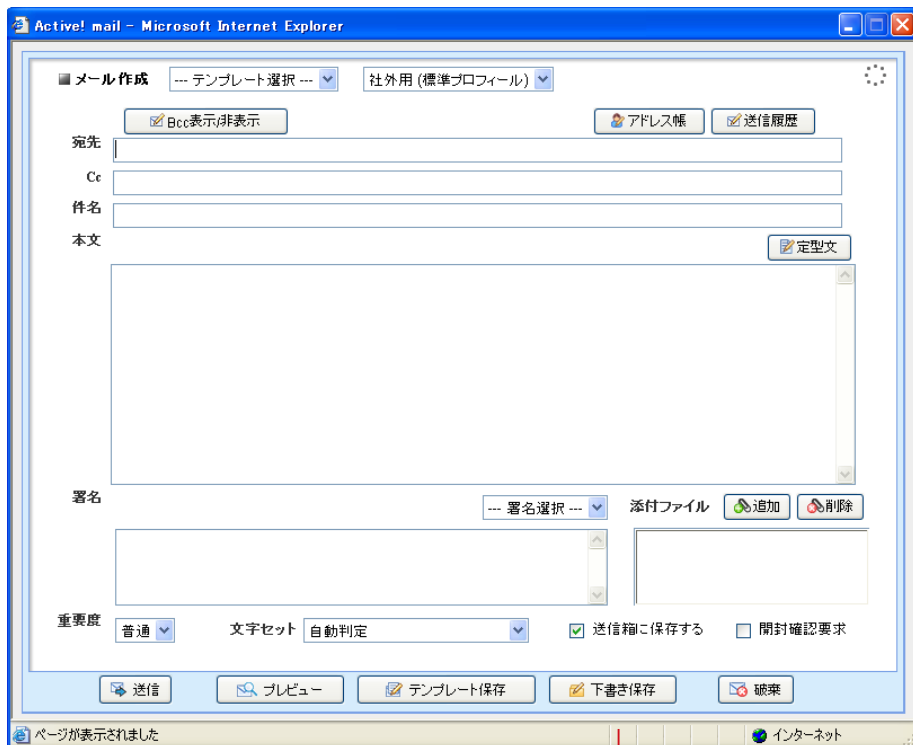 Active! mail - Microsoft Internet Explorer
メール作成 --- テンプレート選択 --- 社外用 (標準プロフィール)
Bcc表示/非表示 アドレス帳 送信履歴
宛先
Cc
件名
本文
定型文
署名 --- 署名選択 --- 添付ファイル 追加 削除
重要度 普通 文字セット 自動判定 送信箱に保存する 開封確認要求
送信 プレビュー テンプレート保存 下書き保存 破棄
ページが表示されました インターネット